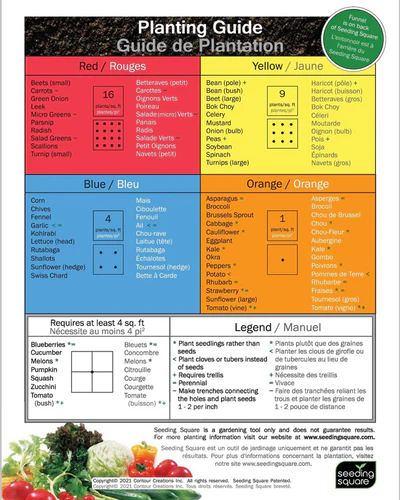 Planting Guide
Guide de Plantation
Funnel
is on back
of Seeding Square
L'entonnoir est à
l'arrière du
Seeding Square
Red / Rouges
Beets (small)
Carrots ~
Green Onion
Leek
Micro Greens ~
Parsnip
Radish
Salad Greens ~
Scallions
Turnip (small)
16
plants/sq. ft
plantes/pi²
Betteraves (petit)
Carottes ~
Oignons Verts
Poireau
Salade (micro) Verts ~
Panais
Radis
Salade Verts ~
Petit Oignons
Navets (petit)
Yellow / Jaune
Bean (pole) +
Bean (bush)
Beet (large)
Bok Choy
Celery
Mustard
Onion (bulb)
Peas +
Soybean
Spinach
Turnips (large)
9
plants/sq. ft
plantes/pi²
Haricot (pôle) +
Haricot (buisson)
Betteraves (gros)
Bok Choy
Céleri
Moutarde
Oignon (bulb)
Pois +
Soja
Épinards
Navets (gros)
Blue / Bleu
Corn
Chives
Fennel
Garlic < =
Kohlrabi
Lettuce (head)
Rutabaga
Shallots
Sunflower (hedge)
Swiss Chard
4
plants/sq. ft
plantes/pi²
Mais
Ciboulette
Fenouil
Ail < =
Chou-rave
Laitue (tête)
Rutabaga
Échalotes
Tournesol (hedge)
Bette à Carde
Orange / Orange
Asparagus =
Broccoli
Brussels Sprout
Cabbage *
Cauliflower *
Eggplant
Kale *
Okra
Peppers *
Potato <
Rhubarb =
Strawberry *=
Sunflower (large)
Tomato (vine) *+
1
plant/sq. ft
plante/pi²
Asperges =
Brocoli
Chou de Brussel
Chou *
Chou-Fleur *
Aubergine
Kale *
Gombo
Poivrons *
Pommes de Terre <
Rhubarbe =
Fraises *=
Tournesol (gros)
Tomate (vigno) *+
Requires at least 4 sq. ft
Nécessite au moins 4 pi²
Blueberries *=
Cucumber
Melons *
Pumpkin
Squash
Zucchini
Tomato
(bush) *+
Bleuets *=
Concombre
Melons *
Citrouille
Courge
Courgette
Tomate
(buisson) *+
Legend / Manuel
* Plant seedlings rather than
seeds
< Plant cloves or tubers instead
of seeds
+ Requires trellis
= Perennial
~ Make trenches connecting
the holes and plant seeds
1 - 2 per inch
* Plants plutôt que des graines
< Planter les clous de girofle ou
de tubercules au lieu de
graines
+ Nécessite des treillis
= Vivace
~ Faire des tranchées reliant les
trous et planter les graines de
1 - 2 pouce de distance
Seeding Square is a gardening tool only and does not guarantee results.
For more planting information visit our website at www.seedingsquare.com.
Seeding Square est un outil de jardinage uniquement et ne garantit pas les
résultats. Pour plus d'informations concernant la plantation, visitez
notre site www.seedingsquare.com.
Copyright© 2021 Contour Creations Inc. All rights reserved. Seeding Square Patented.
Copyright© 2021 Contour Creations Inc. Tous droits réservés. Seeding Square breveté.
seeding
square